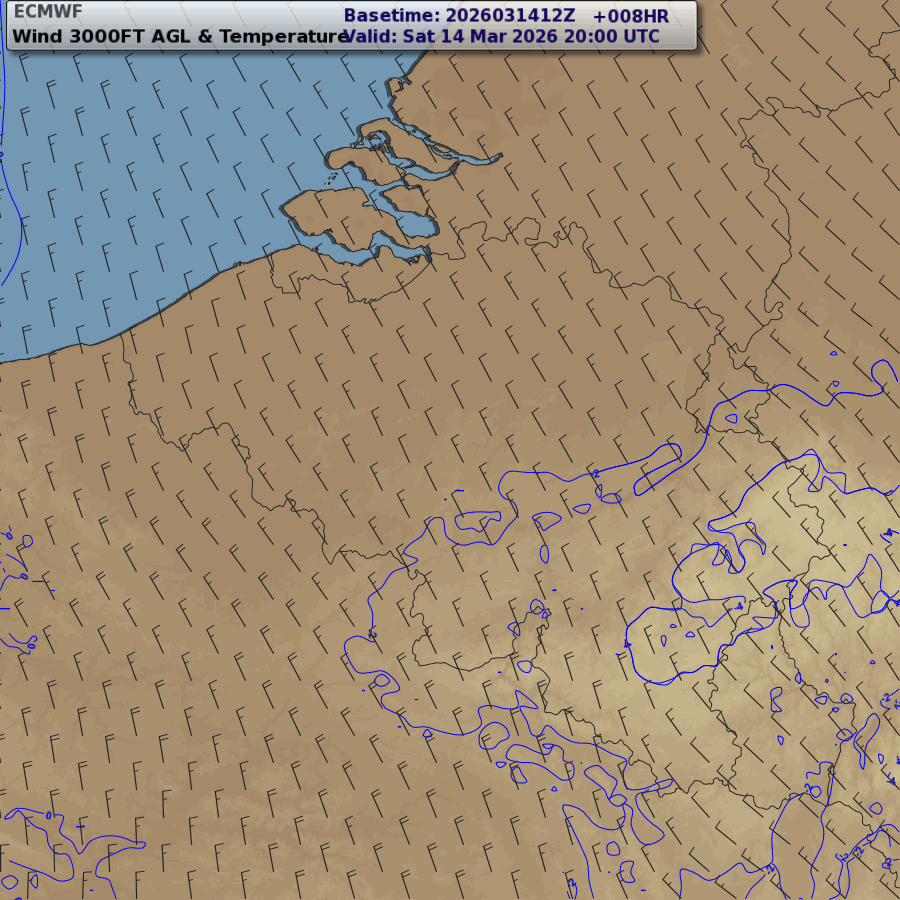 ECMWF
Basetime: 2026031412Z +008HR
Wind 3000FT AGL & Temperature
Valid: Sat 14 Mar 2026 20:00 UTC